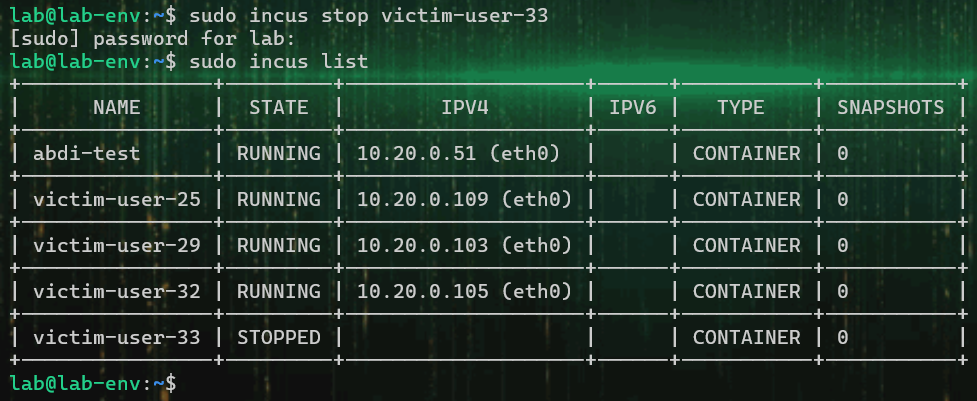 lab@lab-env:~$ sudo incus stop victim-user-33
[sudo] password for lab:
lab@lab-env:~$ sudo incus list
+----------------+---------+--------------------+------+-----------+-----------+
| NAME | STATE | IPV4 | IPV6 | TYPE | SNAPSHOTS |
+----------------+---------+--------------------+------+-----------+-----------+
| abdi-test | RUNNING | 10.20.0.51 (eth0) | | CONTAINER | 0 |
+----------------+---------+--------------------+------+-----------+-----------+
| victim-user-25 | RUNNING | 10.20.0.109 (eth0) | | CONTAINER | 0 |
+----------------+---------+--------------------+------+-----------+-----------+
| victim-user-29 | RUNNING | 10.20.0.103 (eth0) | | CONTAINER | 0 |
+----------------+---------+--------------------+------+-----------+-----------+
| victim-user-32 | RUNNING | 10.20.0.105 (eth0) | | CONTAINER | 0 |
+----------------+---------+--------------------+------+-----------+-----------+
| victim-user-33 | STOPPED | | | CONTAINER | 0 |
+----------------+---------+--------------------+------+-----------+-----------+
lab@lab-env:~$